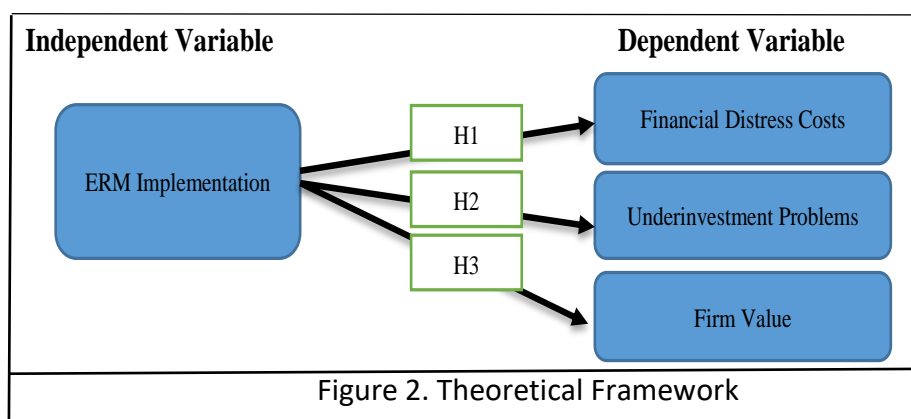 Independent Variable
Dependent Variable
ERM Implementation
H1
H2
H3
Financial Distress Costs
Underinvestment Problems
Firm Value
Figure 2. Theoretical Framework